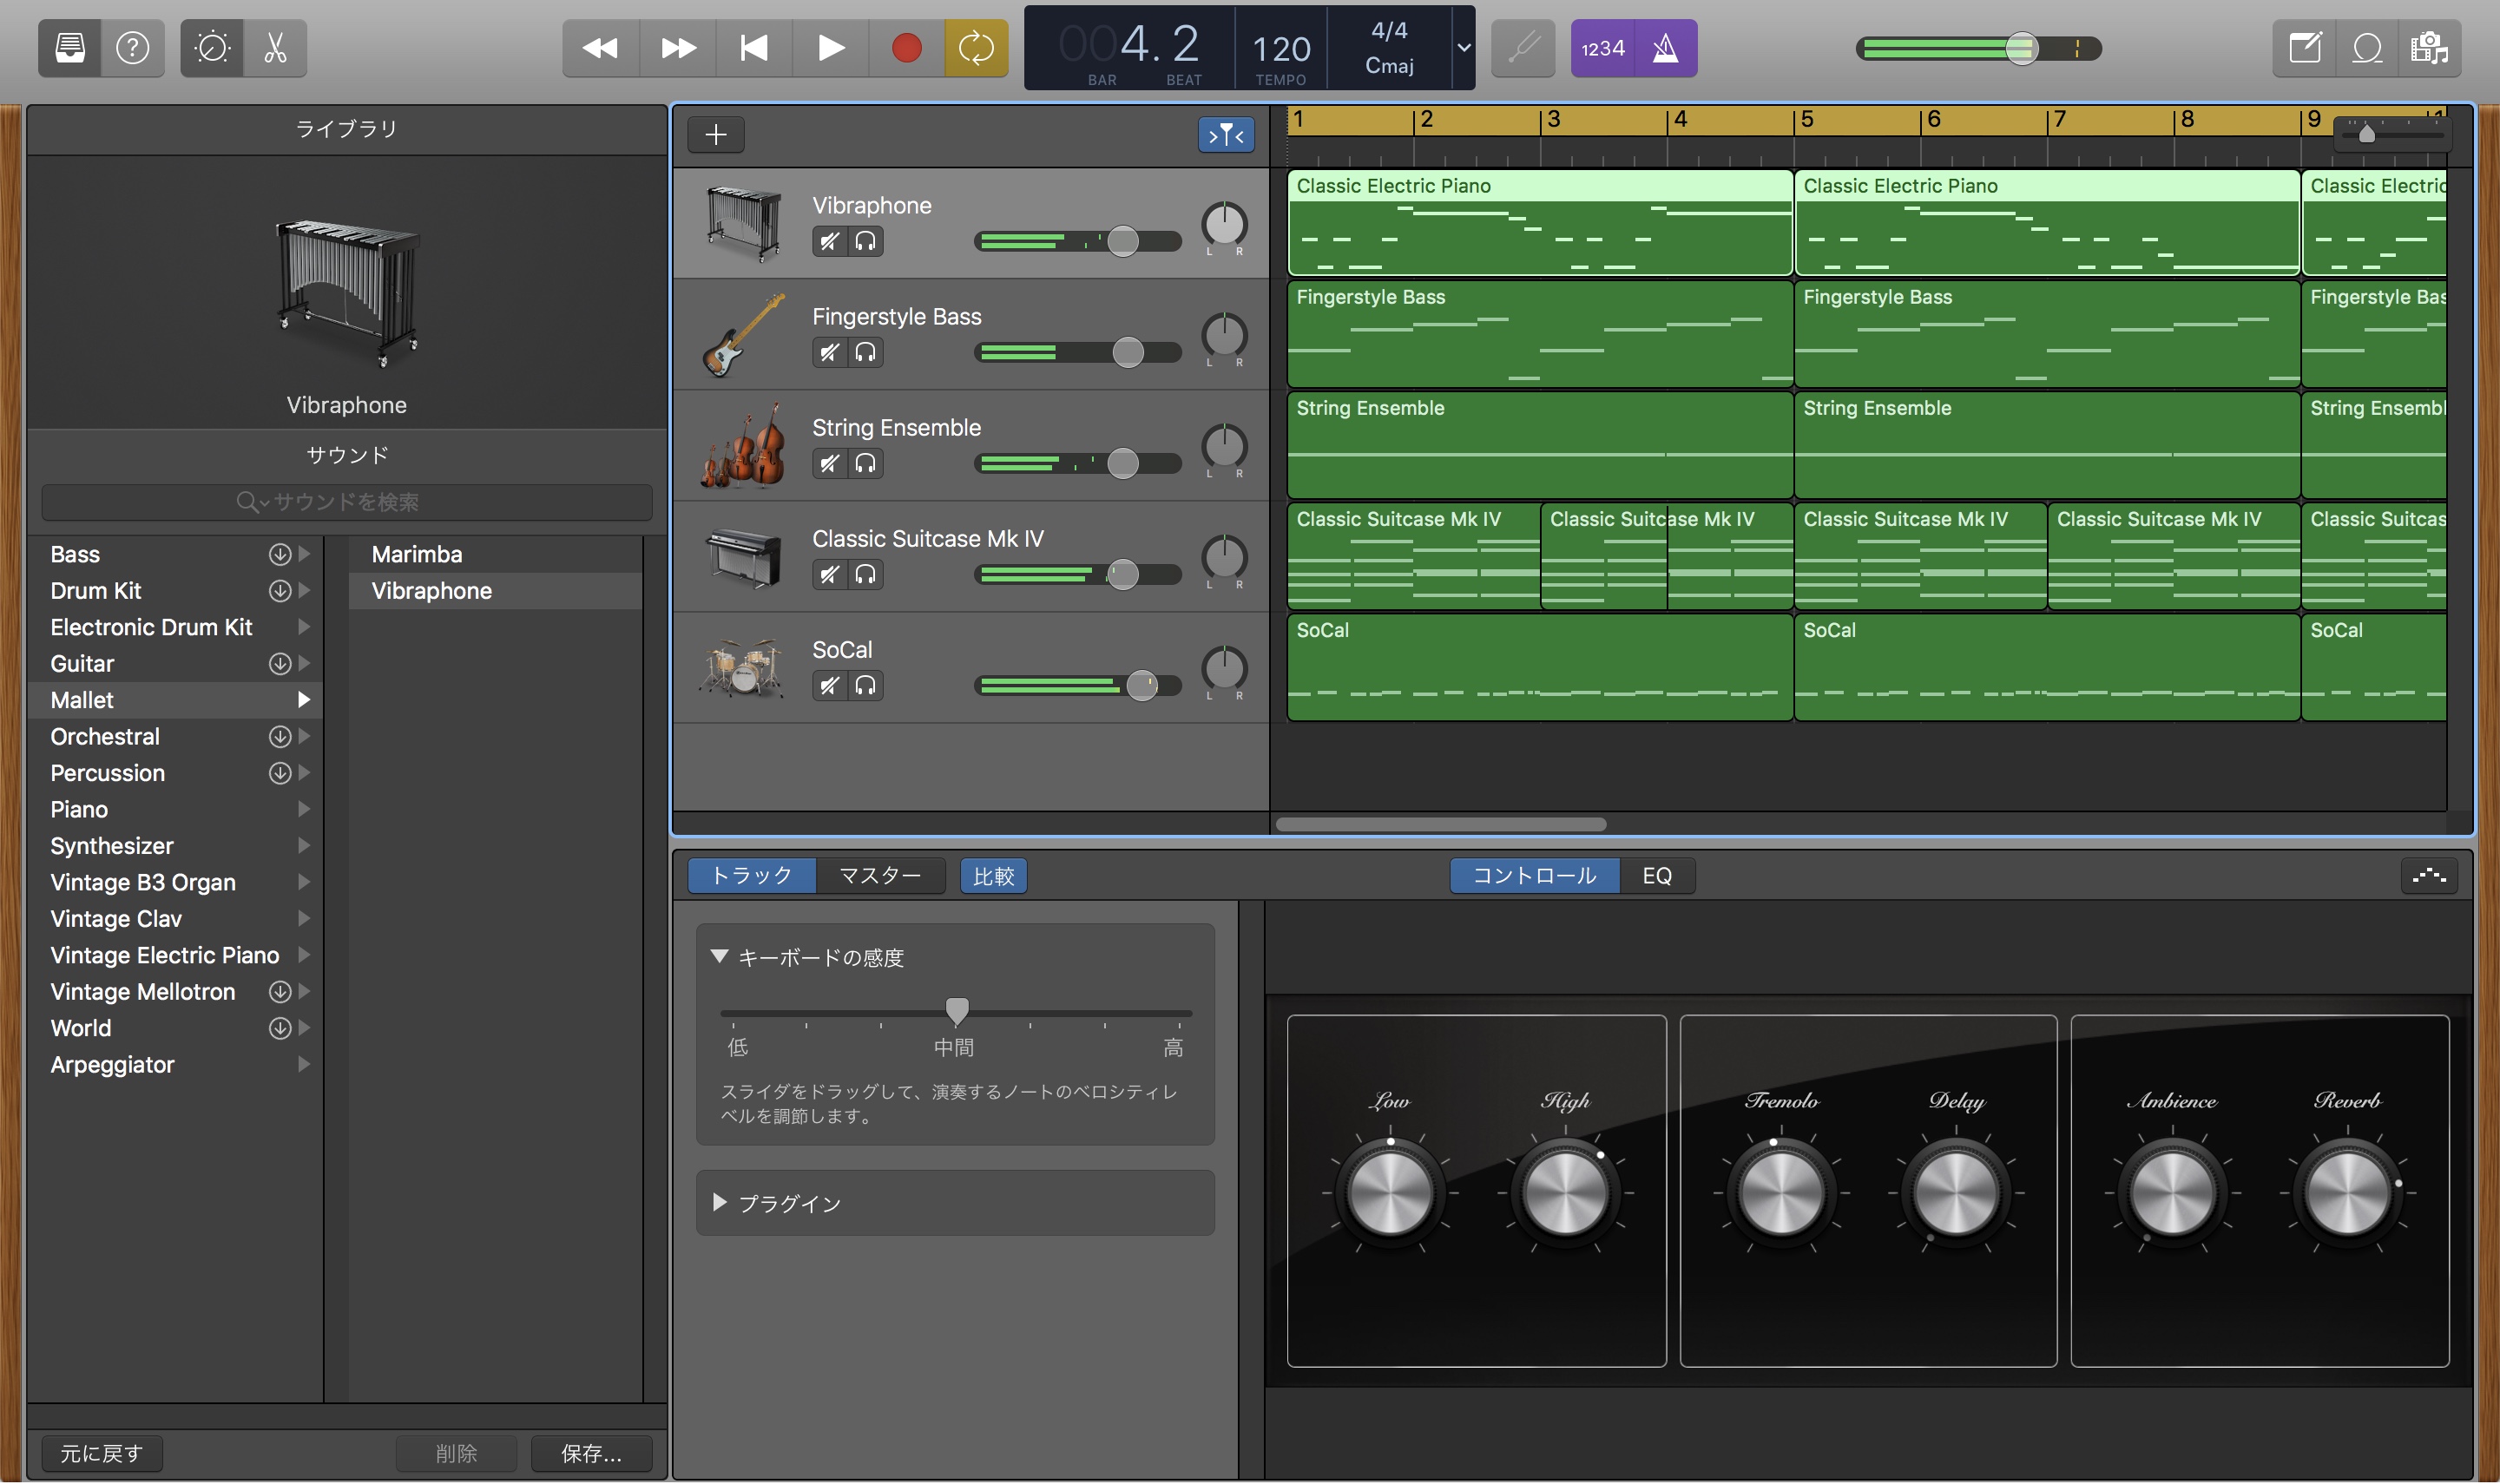 004. 2
BAR
BEAT
120
TEMPO
4/4
Cmaj
1234
ライブラリ
Vibraphone
サウンド
サウンドを検索
Bass
Drum Kit
Electronic Drum Kit
Guitar
Mallet
Orchestral
Percussion
Piano
Synthesizer
Vintage B3 Organ
Vintage Clav
Vintage Electric Piano
Vintage Mellotron
World
Arpeggiator
Marimba
Vibraphone
元に戻す
削除
保存...
1 2 3 4 5 6 7 8 9
Vibraphone
L R
Classic Electric Piano
Classic Electric Piano
Classic Electric
Fingerstyle Bass
L R
Fingerstyle Bass
Fingerstyle Bass
Fingerstyle Bas
String Ensemble
L R
String Ensemble
String Ensemble
String Ensembl
Classic Suitcase Mk IV
L R
Classic Suitcase Mk IV
Classic Suitcase Mk IV
Classic Suitcase Mk IV
Classic Suitcase Mk IV
Classic Suitcas
SoCal
L R
SoCal
SoCal
SoCal
トラック
マスター
比較
コントロール
EQ
キーボードの感度
低
中間
高
スライダをドラッグして、演奏するノートのベロシティレ
ベルを調節します。
プラグイン
Low
High
Tremolo
Delay
Ambience
Reverb